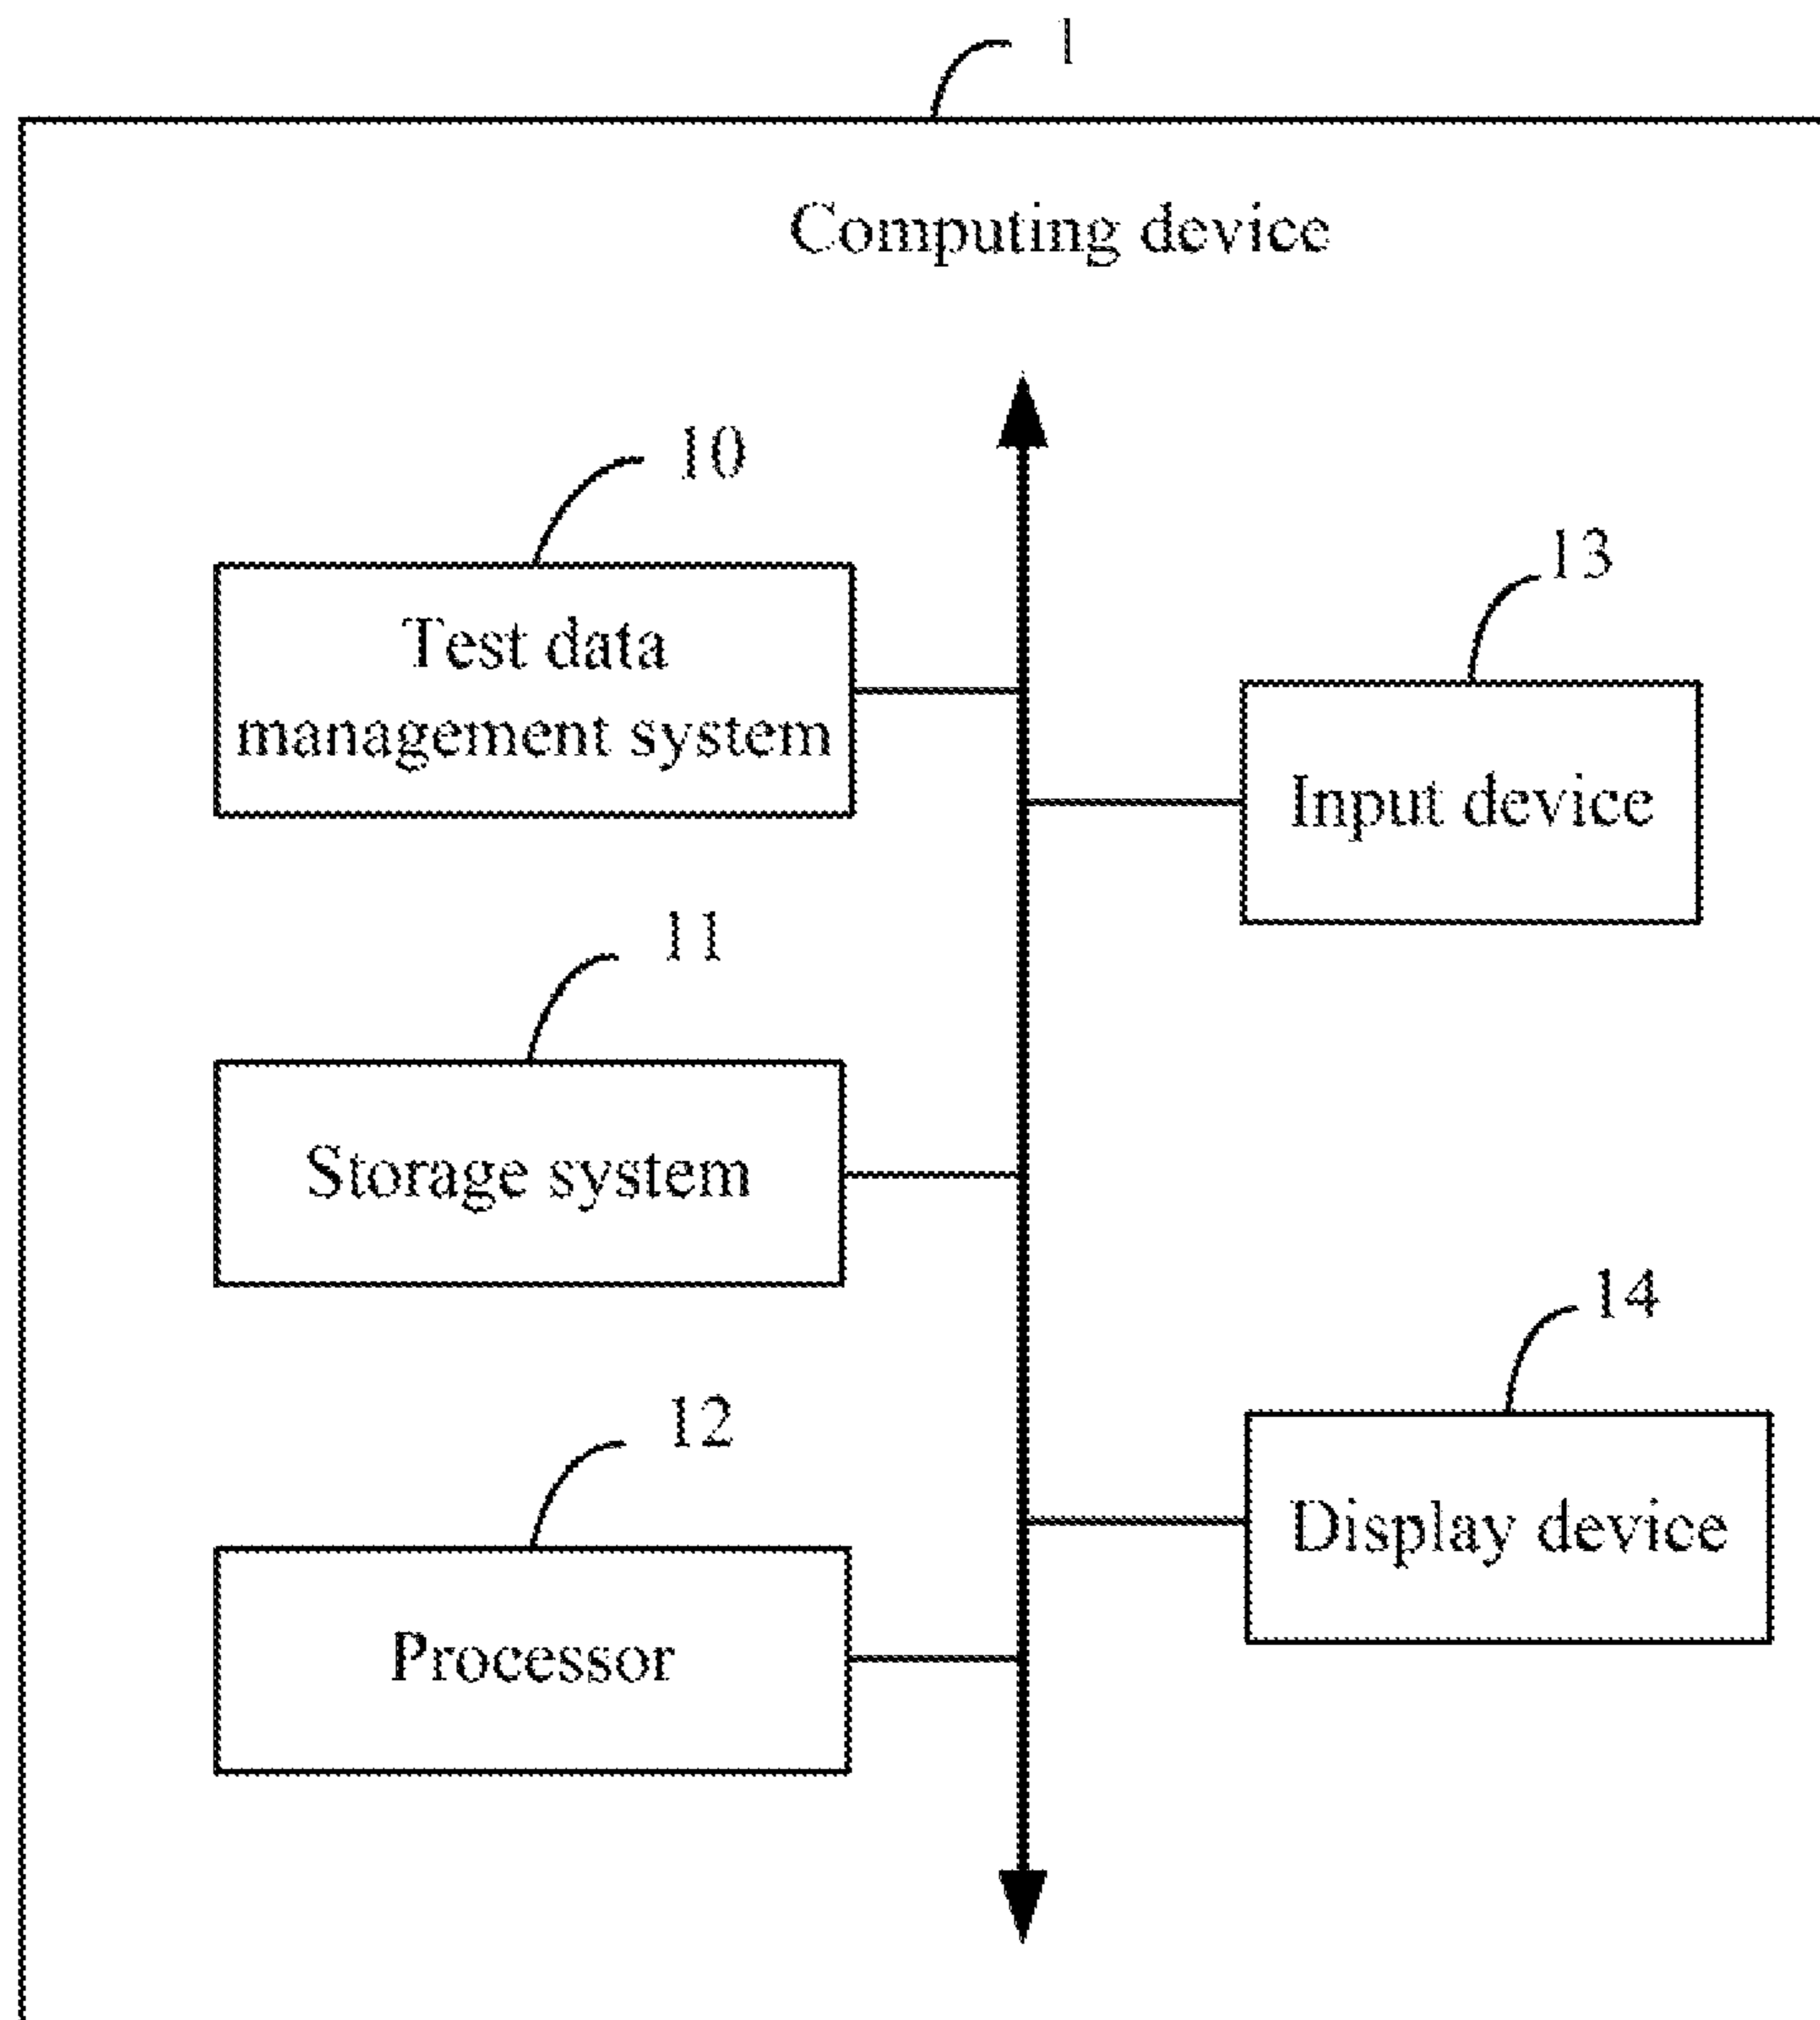 1
Computing device
10
Test data
management system
13
Input device
11
Storage system
14
Display device
12
Processor